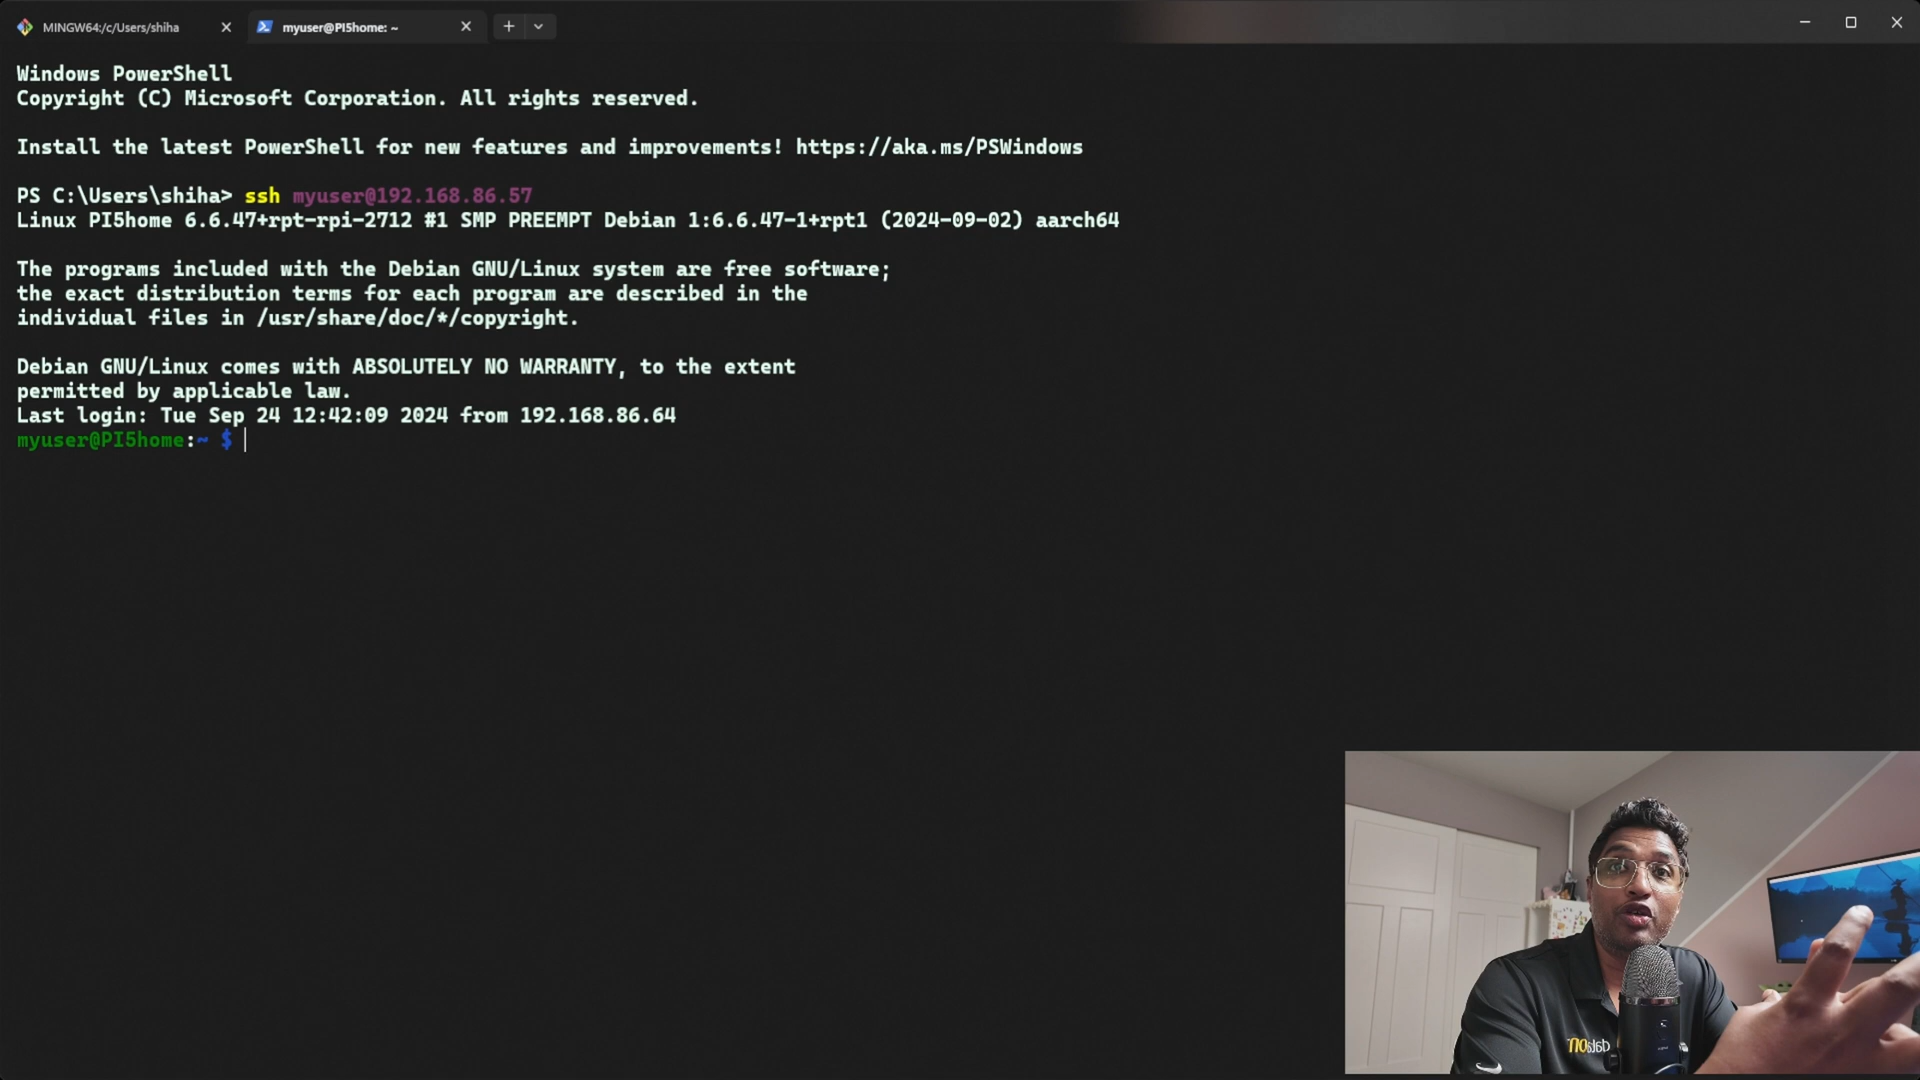 MINGW64:/c/Users/shiha
myuser@PI5home: ~
Windows PowerShell
Copyright (C) Microsoft Corporation. All rights reserved.
Install the latest PowerShell for new features and improvements! https://aka.ms/PSWindows
PS C:\Users\shiha> ssh myuser@192.168.86.57
Linux PI5home 6.6.47+rpt-rpi-2712 #1 SMP PREEMPT Debian 1:6.6.47-1+rpt1 (2024-09-02) aarch64
The programs included with the Debian GNU/Linux system are free software;
the exact distribution terms for each program are described in the
individual files in /usr/share/doc/*/copyright.
Debian GNU/Linux comes with ABSOLUTELY NO WARRANTY, to the extent
permitted by applicable law.
Last login: Tue Sep 24 12:42:09 2024 from 192.168.86.64
myuser@PI5home:~ $
dataon